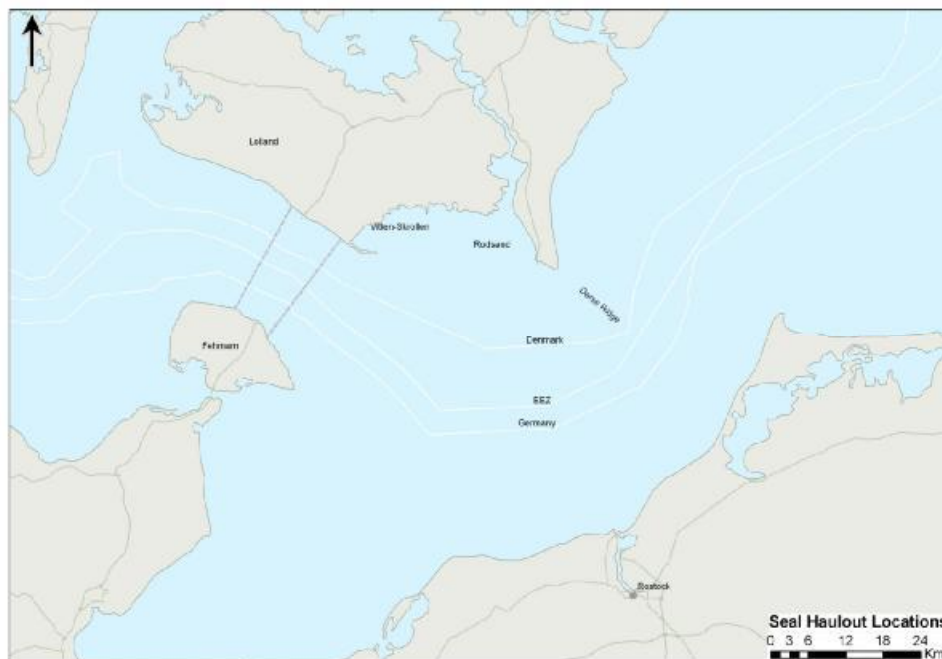 Lolland
Vitten-Skrollen
Rodsand
Darss Ridge
Denmark
Fehmarn
EEZ
Germany
Rostock
Seal Haulout Locations
0 3 6 12 18 24
Km